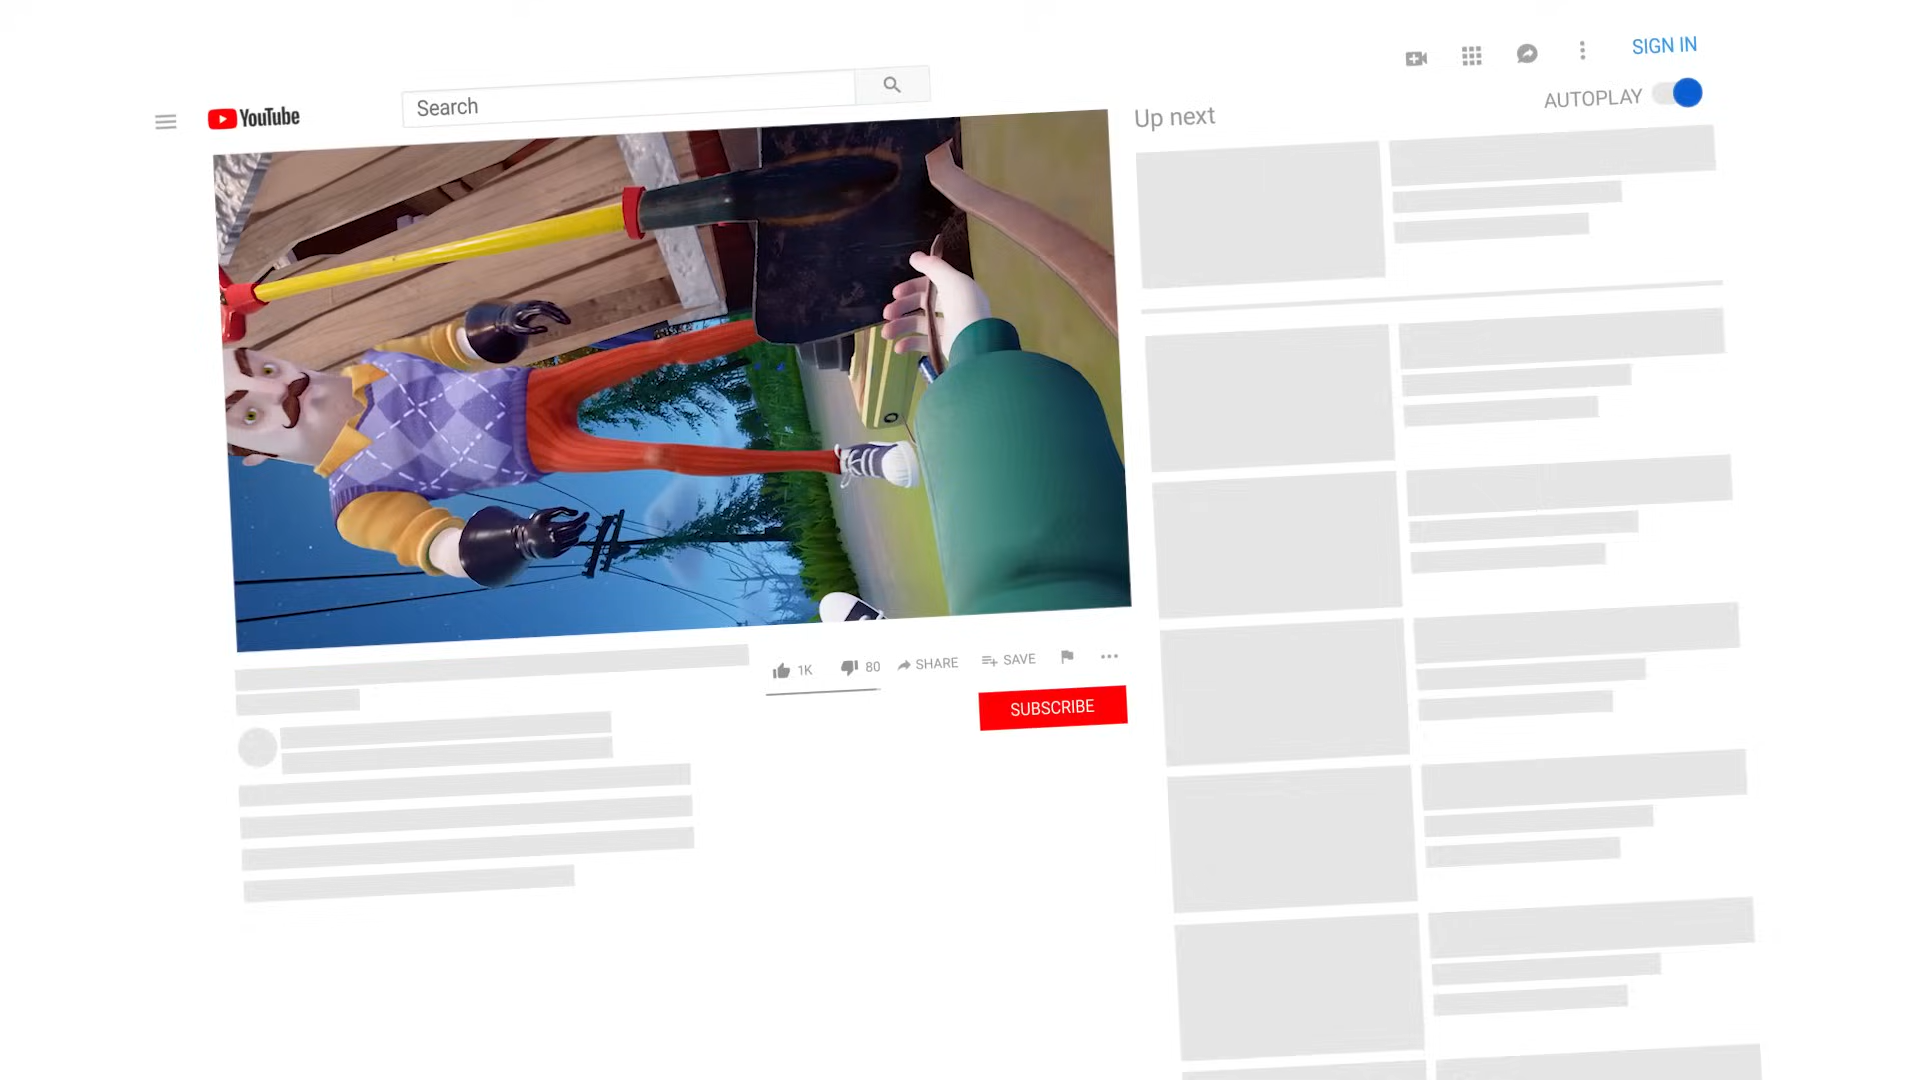 SIGN IN
YouTube
Search
Up next
AUTOPLAY
1K
80
SHARE
SAVE
SUBSCRIBE